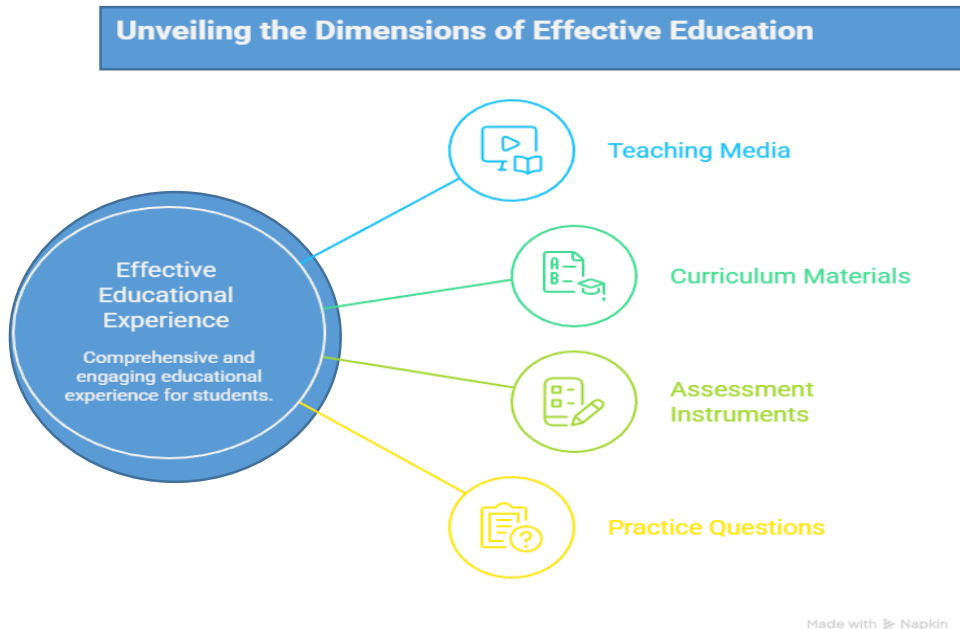 Unveiling the Dimensions of Effective Education
Teaching Media
Effective
Educational
Experience
Comprehensive and
engaging educational
experience for students.
Curriculum Materials
A
B
Assessment
Instruments
?
Practice Questions
Made with Napkin